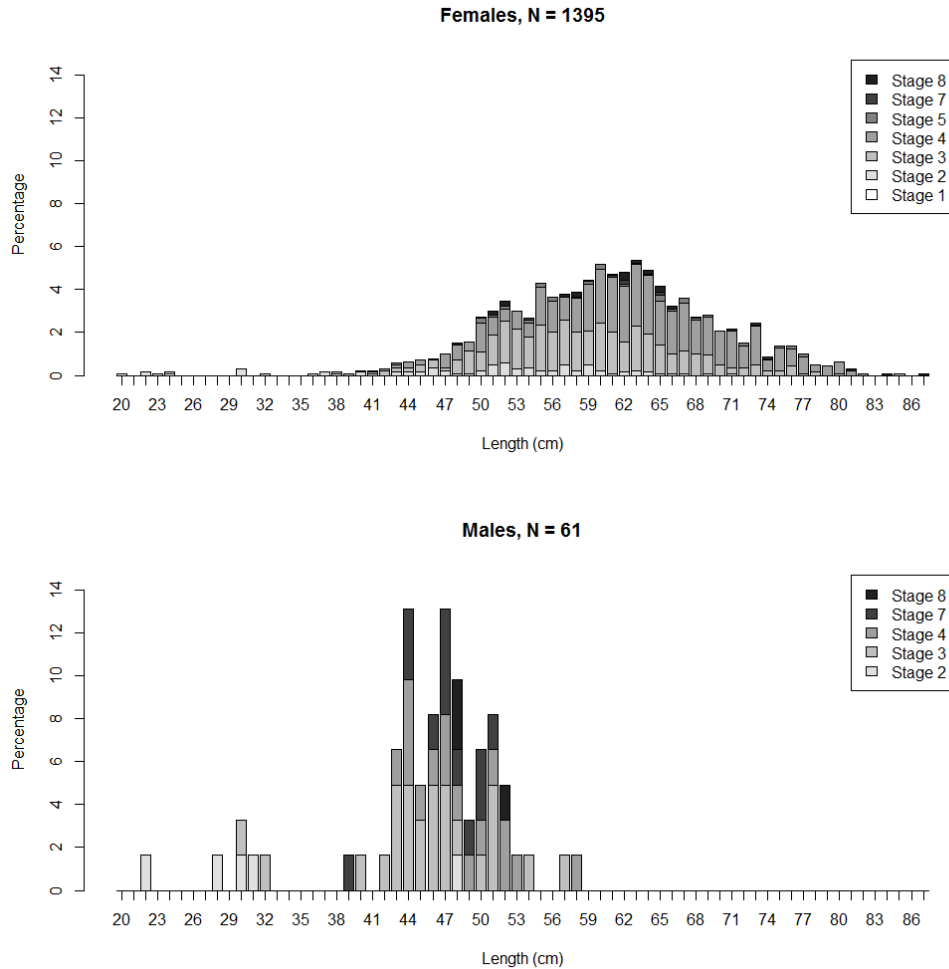 Females, N = 1395
14
12
10
8
6
4
2
0
Percentage
Stage 8
Stage 7
Stage 5
Stage 4
Stage 3
Stage 2
Stage 1
20 23 26 29 32 35 38 41 44 47 50 53 56 59 62 65 68 71 74 77 80 83 86
Length (cm)
Males, N = 61
14
12
10
8
6
4
2
0
Percentage
Stage 8
Stage 7
Stage 4
Stage 3
Stage 2
20 23 26 29 32 35 38 41 44 47 50 53 56 59 62 65 68 71 74 77 80 83 86
Length (cm)